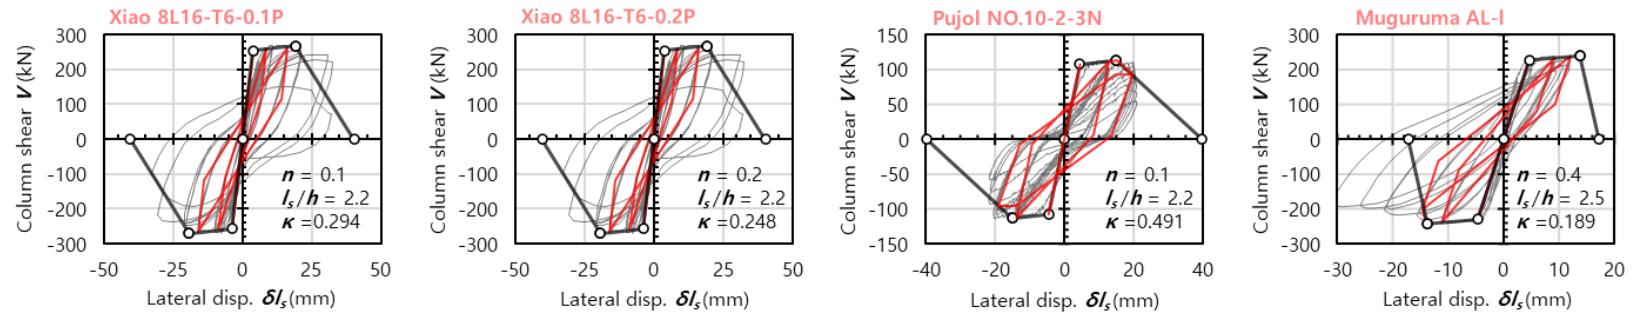 Xiao 8L16-T6-0.1P
Column shear V (kN)
300
200
100
0
-100
-200
-300
n = 0.1
ls/h = 2.2
κ =0.294
-50 -25 0 25 50
Lateral disp. δls(mm)
Xiao 8L16-T6-0.2P
Column shear V (kN)
300
200
100
0
-100
-200
-300
n = 0.2
ls/h = 2.2
κ =0.248
-50 -25 0 25 50
Lateral disp. δls(mm)
Pujol NO.10-2-3N
Column shear V (kN)
150
100
50
0
-50
-100
-150
n = 0.1
ls/h = 2.2
κ =0.491
-40 -20 0 20 40
Lateral disp. δls(mm)
Muguruma AL-I
Column shear V (kN)
300
200
100
0
-100
-200
-300
n = 0.4
ls/h = 2.5
κ =0.189
-30 -20 -10 0 10 20
Lateral disp. δls(mm)